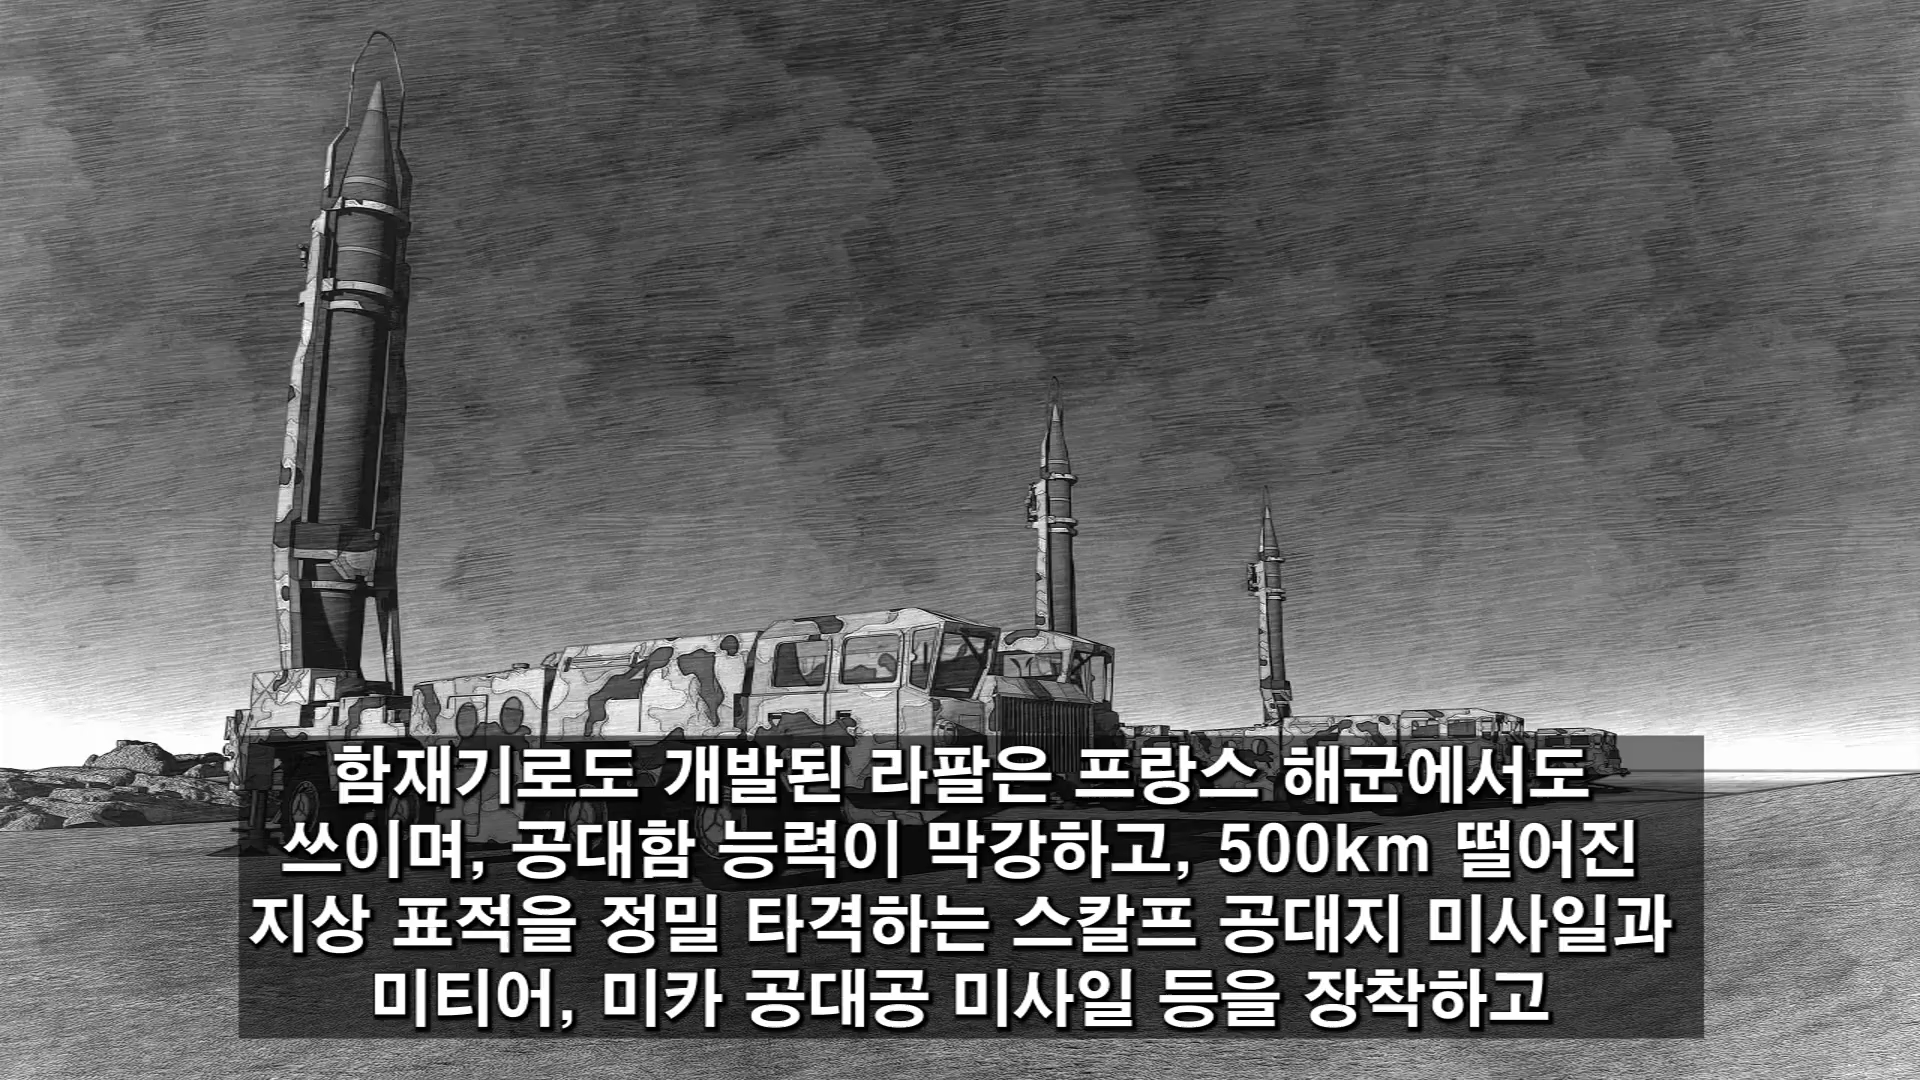 함재기로도 개발된 라팔은 프랑스 해군에서도
쓰이며, 공대함 능력이 막강하고, 500km 떨어진
지상 표적을 정밀 타격하는 스칼프 공대지 미사일과
미티어, 미카 공대공 미사일 등을 장착하고